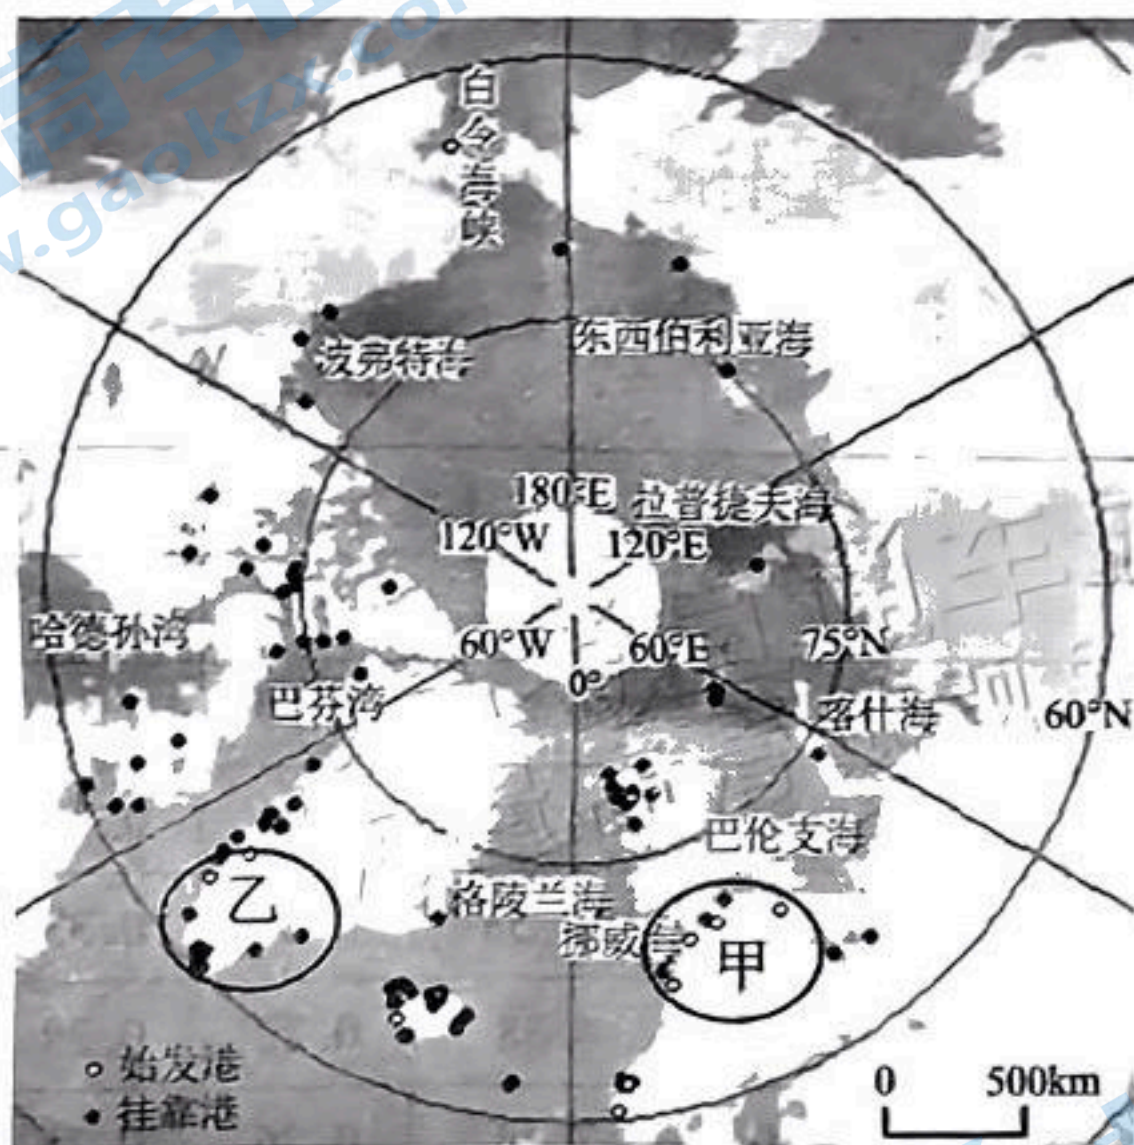 白令海峡
东西伯利亚海
波弗特海
180°E
拉普捷夫海
120°W
120°E
哈德孙湾
60°W
60°E
75°N
0°
巴芬湾
喀什海
60°N
巴伦支海
乙
格陵兰海
挪威海
甲
○ 始发港
● 挂靠港
0 500km
www.gaokzx.com